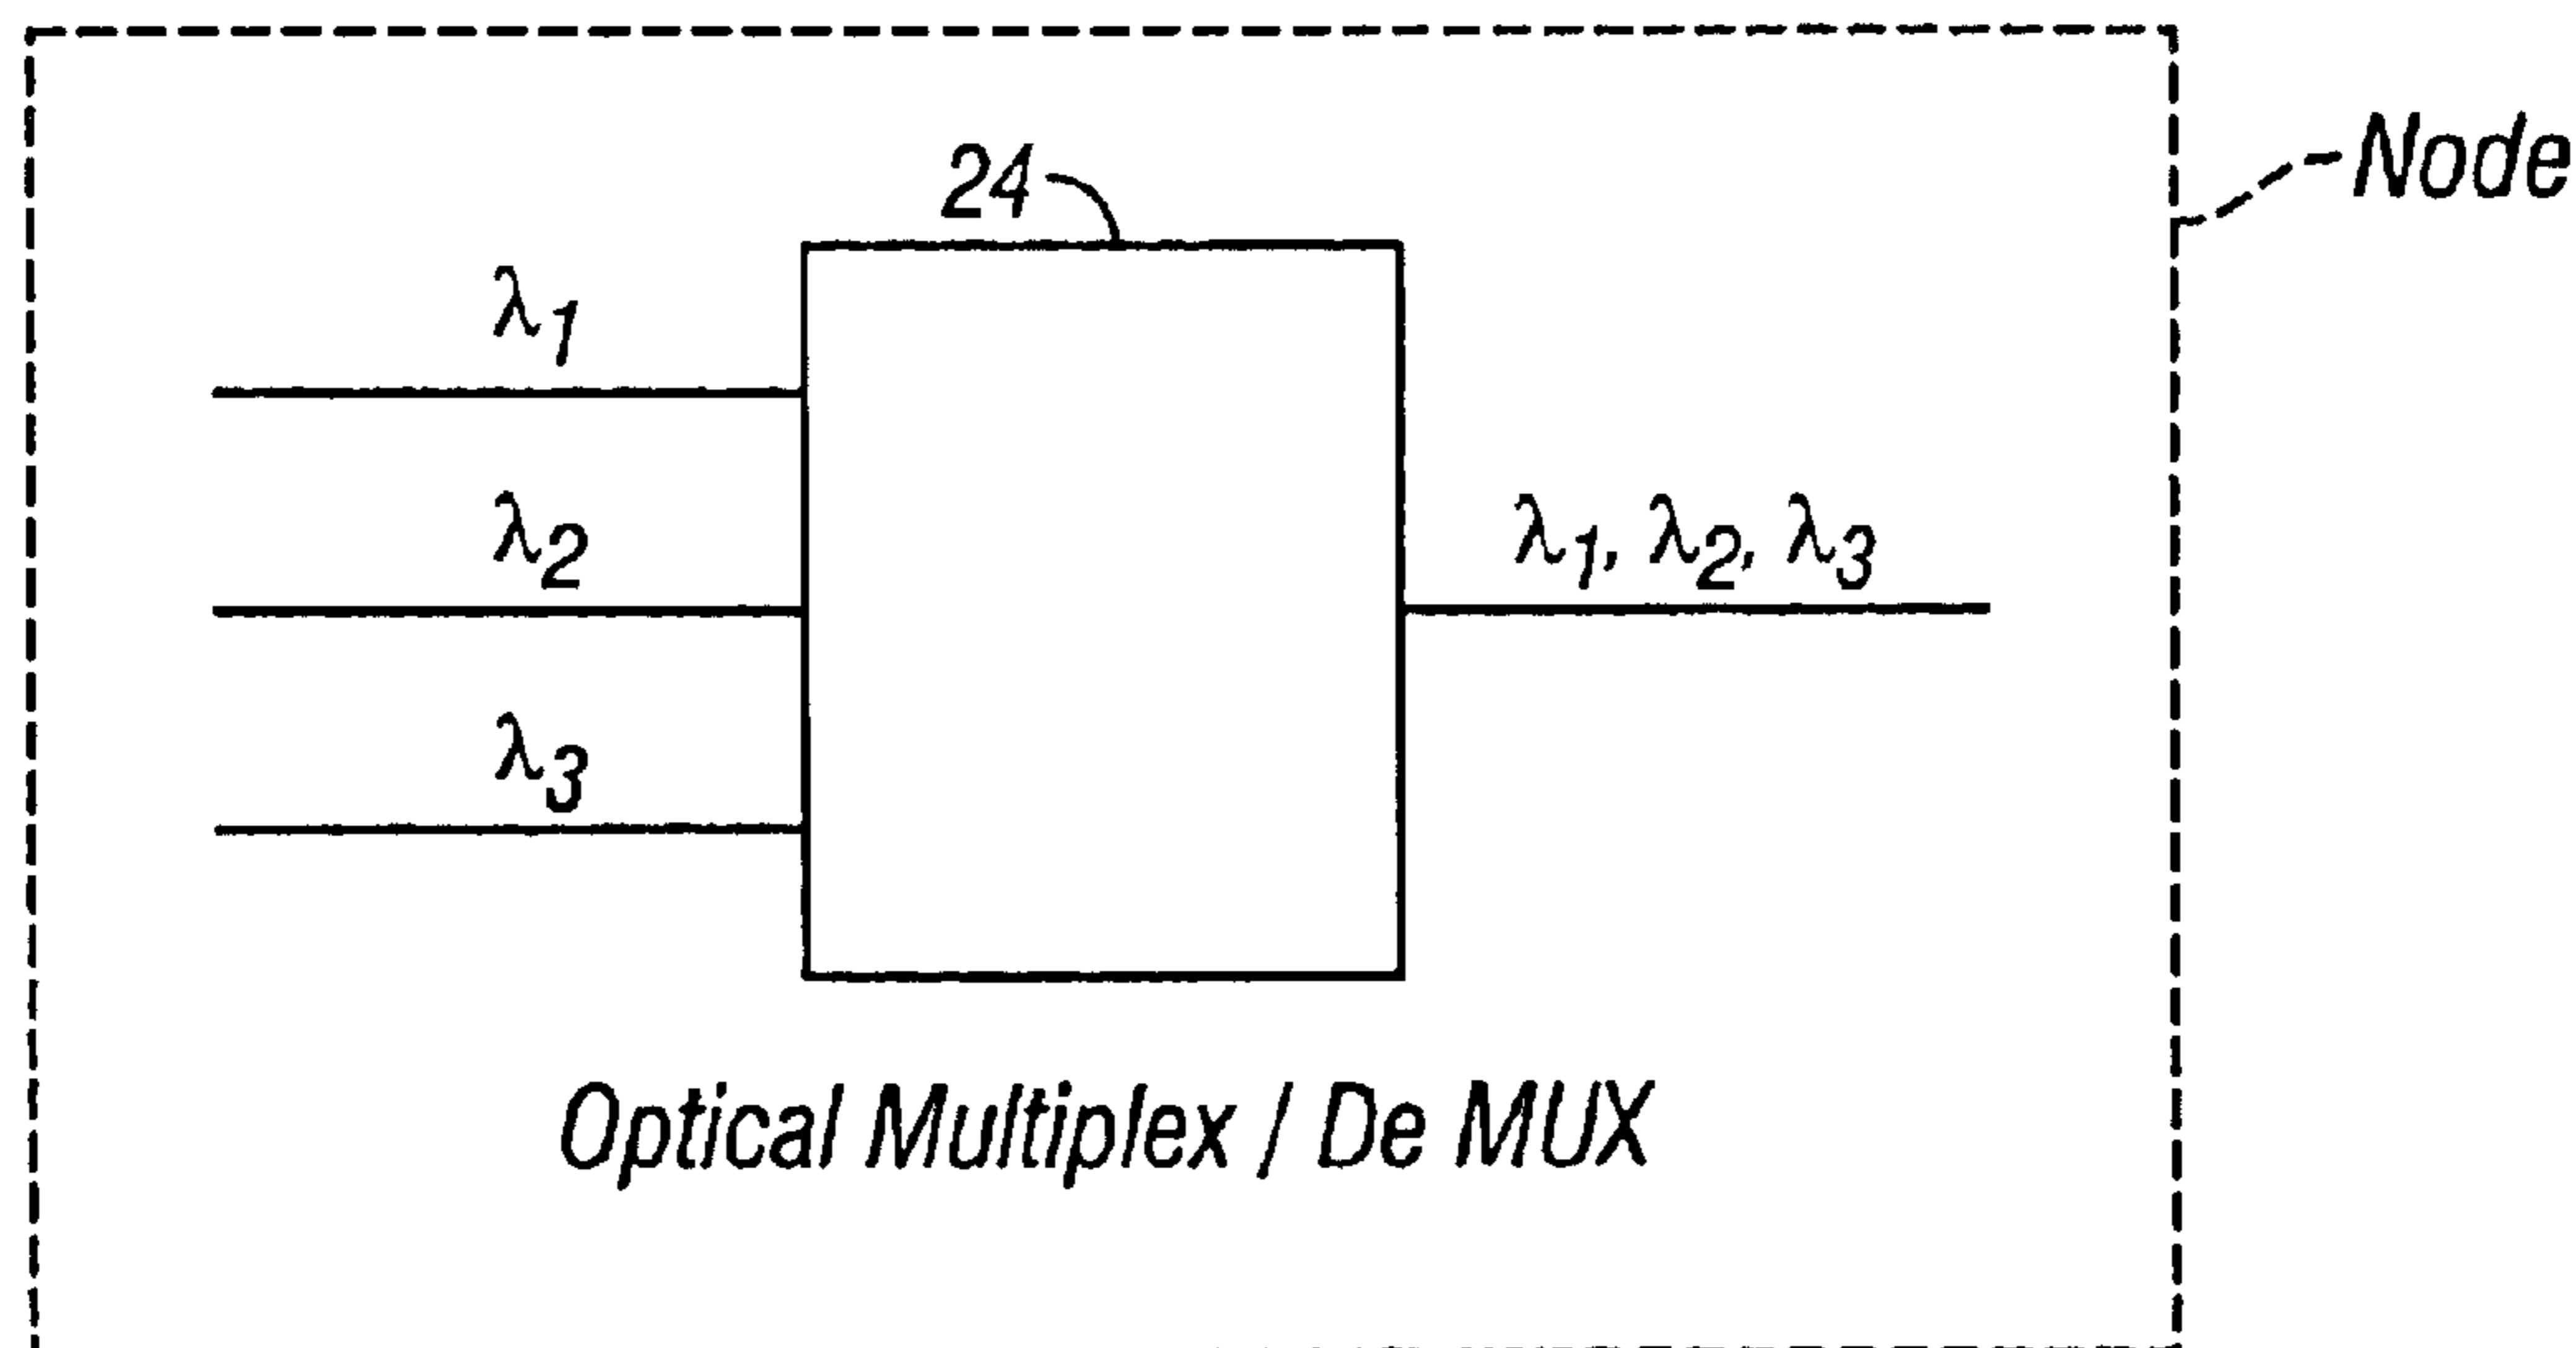 Node
24
λ1
λ2
λ1, λ2, λ3
λ3
Optical Multiplex / De MUX